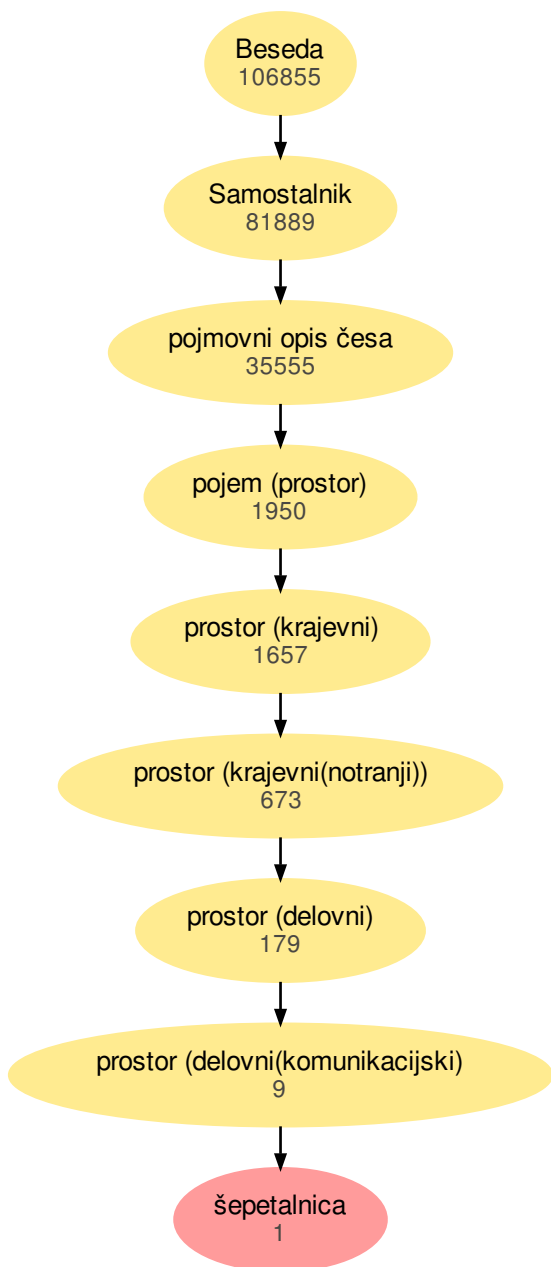 Beseda
106855
Samostalnik
81889
pojmovni opis česa
35555
pojem (prostor)
1950
prostor (krajevni)
1657
prostor (krajevni(notranji))
673
prostor (delovni)
179
prostor (delovni(komunikacijski)
9
šepetalnica
1